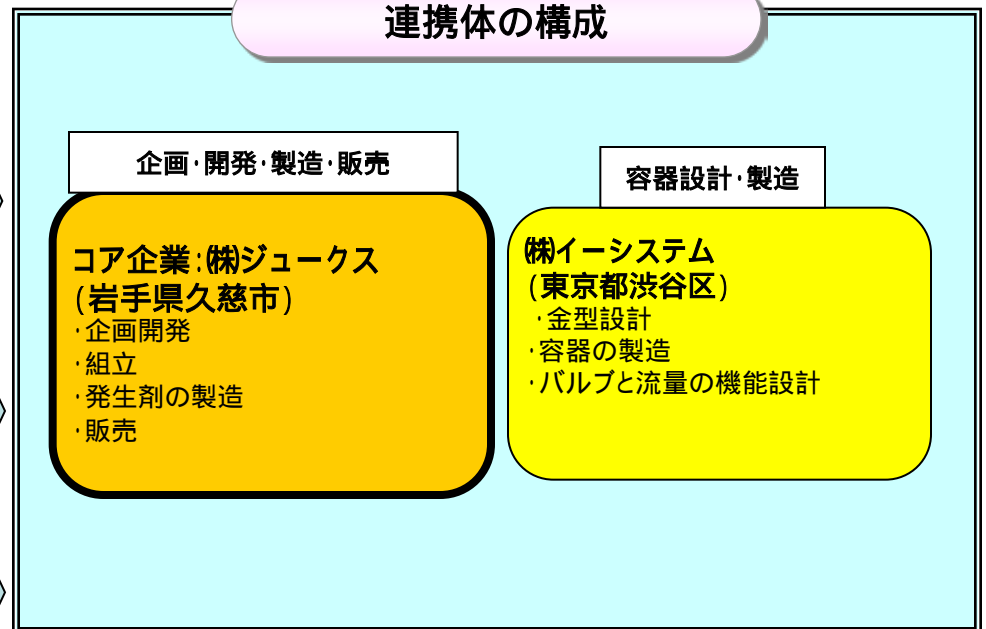 連携体の構成
企画･開発･製造･販売
コア企業:㈱ジュークス
(岩手県久慈市)
･企画開発
･組立
･発生剤の製造
･販売
容器設計･製造
㈱イーシステム
(東京都渋谷区)
･金型設計
･容器の製造
･バルブと流量の機能設計